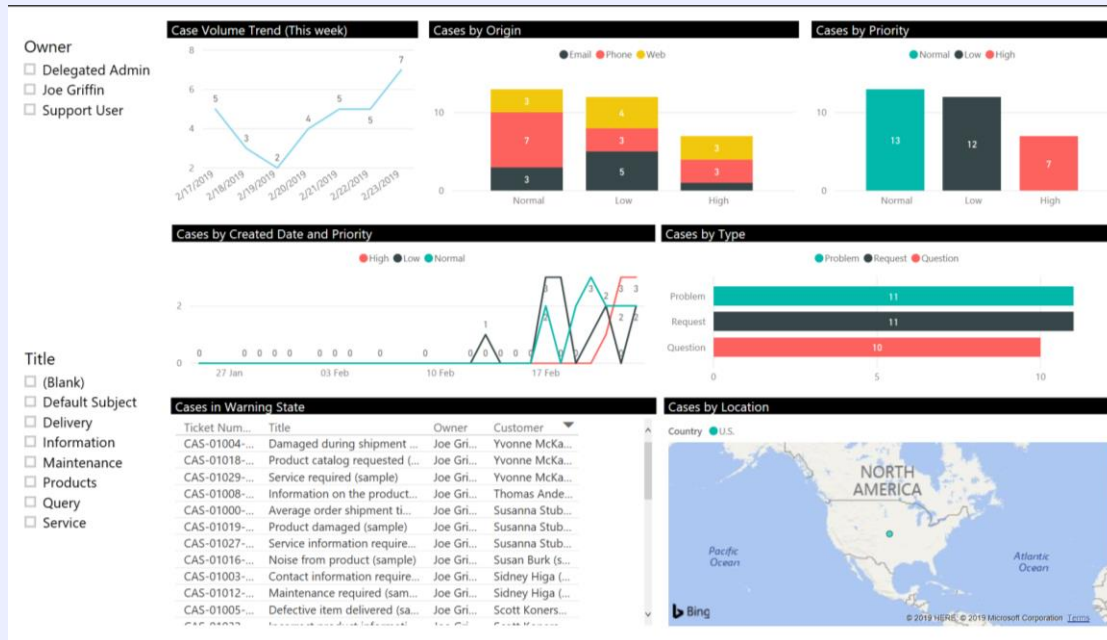 Owner
Delegated Admin
Joe Griffin
Support User
Title
(Blank)
Default Subject
Delivery
Information
Maintenance
Products
Query
Service
Case Volume Trend (This week)
8
6
4
2
5
3
2
4
5
5
7
2/17/2019
2/18/2019
2/19/2019
2/20/2019
2/21/2019
2/22/2019
2/23/2019
Cases by Origin
Email Phone Web
10
0
3
7
3
4
3
5
3
3
Normal Low High
Cases by Priority
Normal Low High
10
0
13
12
7
Normal Low High
Cases by Created Date and Priority
High Low Normal
2
0
0 0 0 0 0 0 0 0 0 0
1
0 0 0 0 0
3
2
0
3
2
3
2
0
3
2
27 Jan 03 Feb 10 Feb 17 Feb
Cases by Type
Problem Request Question
Problem 11
Request 11
Question 10
0 5 10
Cases in Warning State
Ticket Num... Title Owner Customer
CAS-01004-... Damaged during shipment ... Joe Gri... Yvonne McKa...
CAS-01018-... Product catalog requested (... Joe Gri... Yvonne McKa...
CAS-01029-... Service required (sample) Joe Gri... Yvonne McKa...
CAS-01008-... Information on the product... Joe Gri... Thomas Ande...
CAS-01000-... Average order shipment ti... Joe Gri... Susanna Stub...
CAS-01019-... Product damaged (sample) Joe Gri... Susanna Stub...
CAS-01027-... Service information require... Joe Gri... Susanna Stub...
CAS-01016-... Noise from product (sample) Joe Gri... Susan Burk (s...
CAS-01003-... Contact information require... Joe Gri... Sidney Higa (...
CAS-01012-... Maintenance required (sam... Joe Gri... Sidney Higa (...
CAS-01005-... Defective item delivered (sa... Joe Gri... Scott Koners...
Cases by Location
Country U.S.
NORTH
AMERICA
Pacific
Ocean
Atlantic
Ocean
Bing
© 2019 HERE, © 2019 Microsoft Corporation Terms